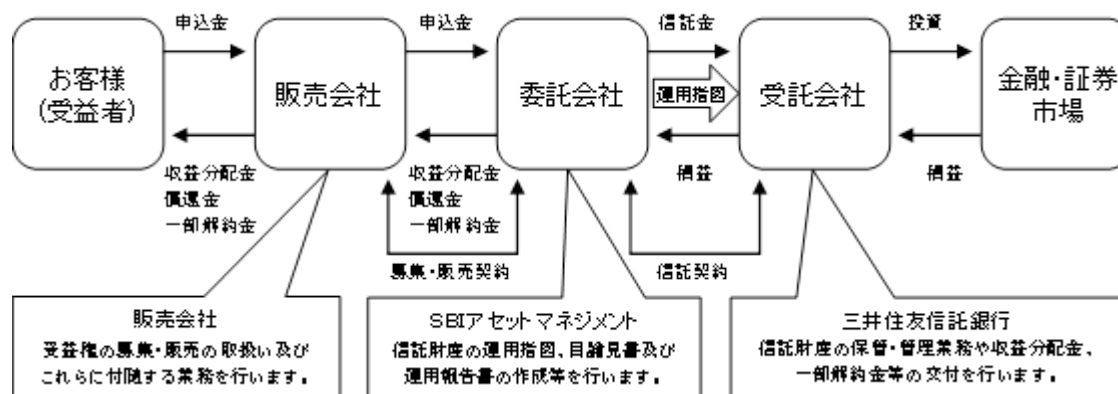 申込金
申込金
信託金
投資
お客様
(受益者)
販売会社
委託会社
運用指図
受託会社
金融・証券
市場
収益分配金
償還金
一部解約金
収益分配金
償還金
一部解約金
損益
損益
募集・販売契約
信託契約
販売会社
受益権の募集・販売の取扱い及び
これらに付随する業務を行います。
SBIアセットマネジメント
信託財産の運用指図、目論見書及び
運用報告書の作成等を行います。
三井住友信託銀行
信託財産の保管・管理業務や収益分配金、
一部解約金等の交付を行います。